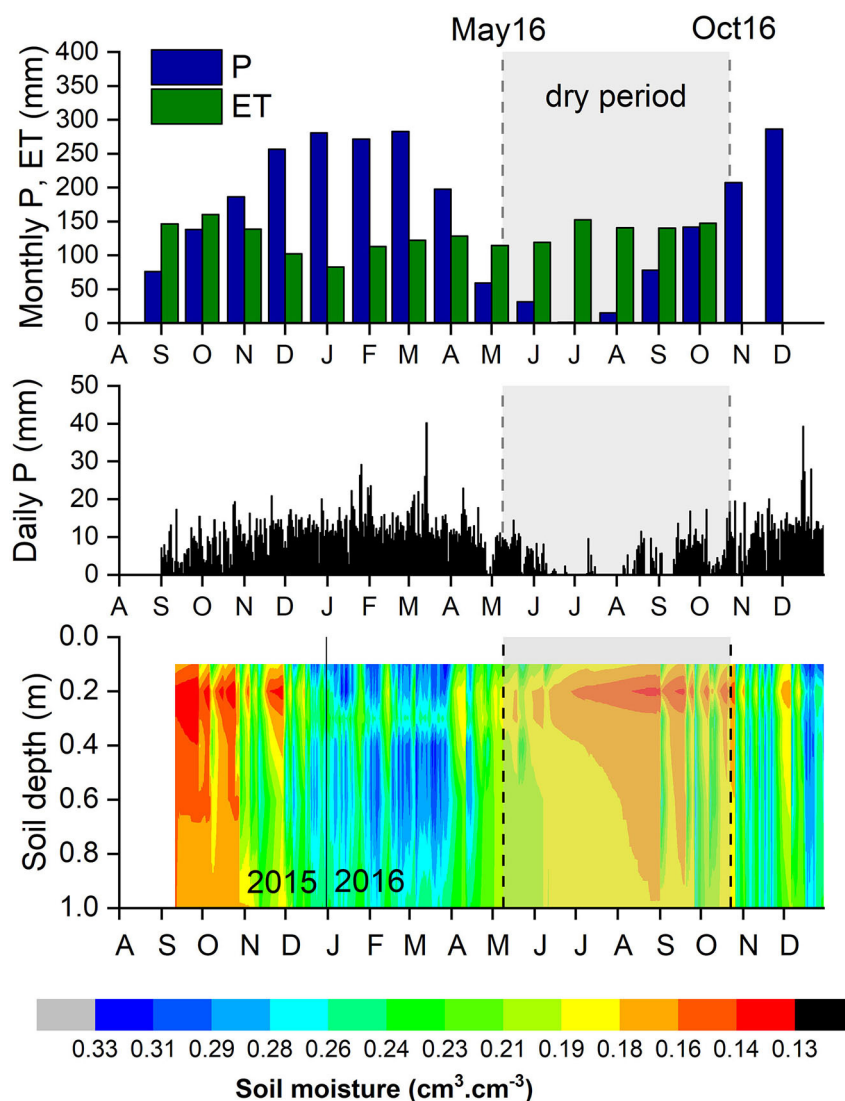 May16 Oct16
400
350
300
250
200
150
100
50
0
Monthly P, ET (mm)
P
ET
dry period
A S O N D J F M A M J J A S O N D
50
40
30
20
10
0
Daily P (mm)
A S O N D J F M A M J J A S O N D
0.0
0.2
0.4
0.6
0.8
1.0
Soil depth (m)
2015 2016
A S O N D J F M A M J J A S O N D
0.33 0.31 0.29 0.28 0.26 0.24 0.23 0.21 0.19 0.18 0.16 0.14 0.13
Soil moisture (cm³.cm⁻³)